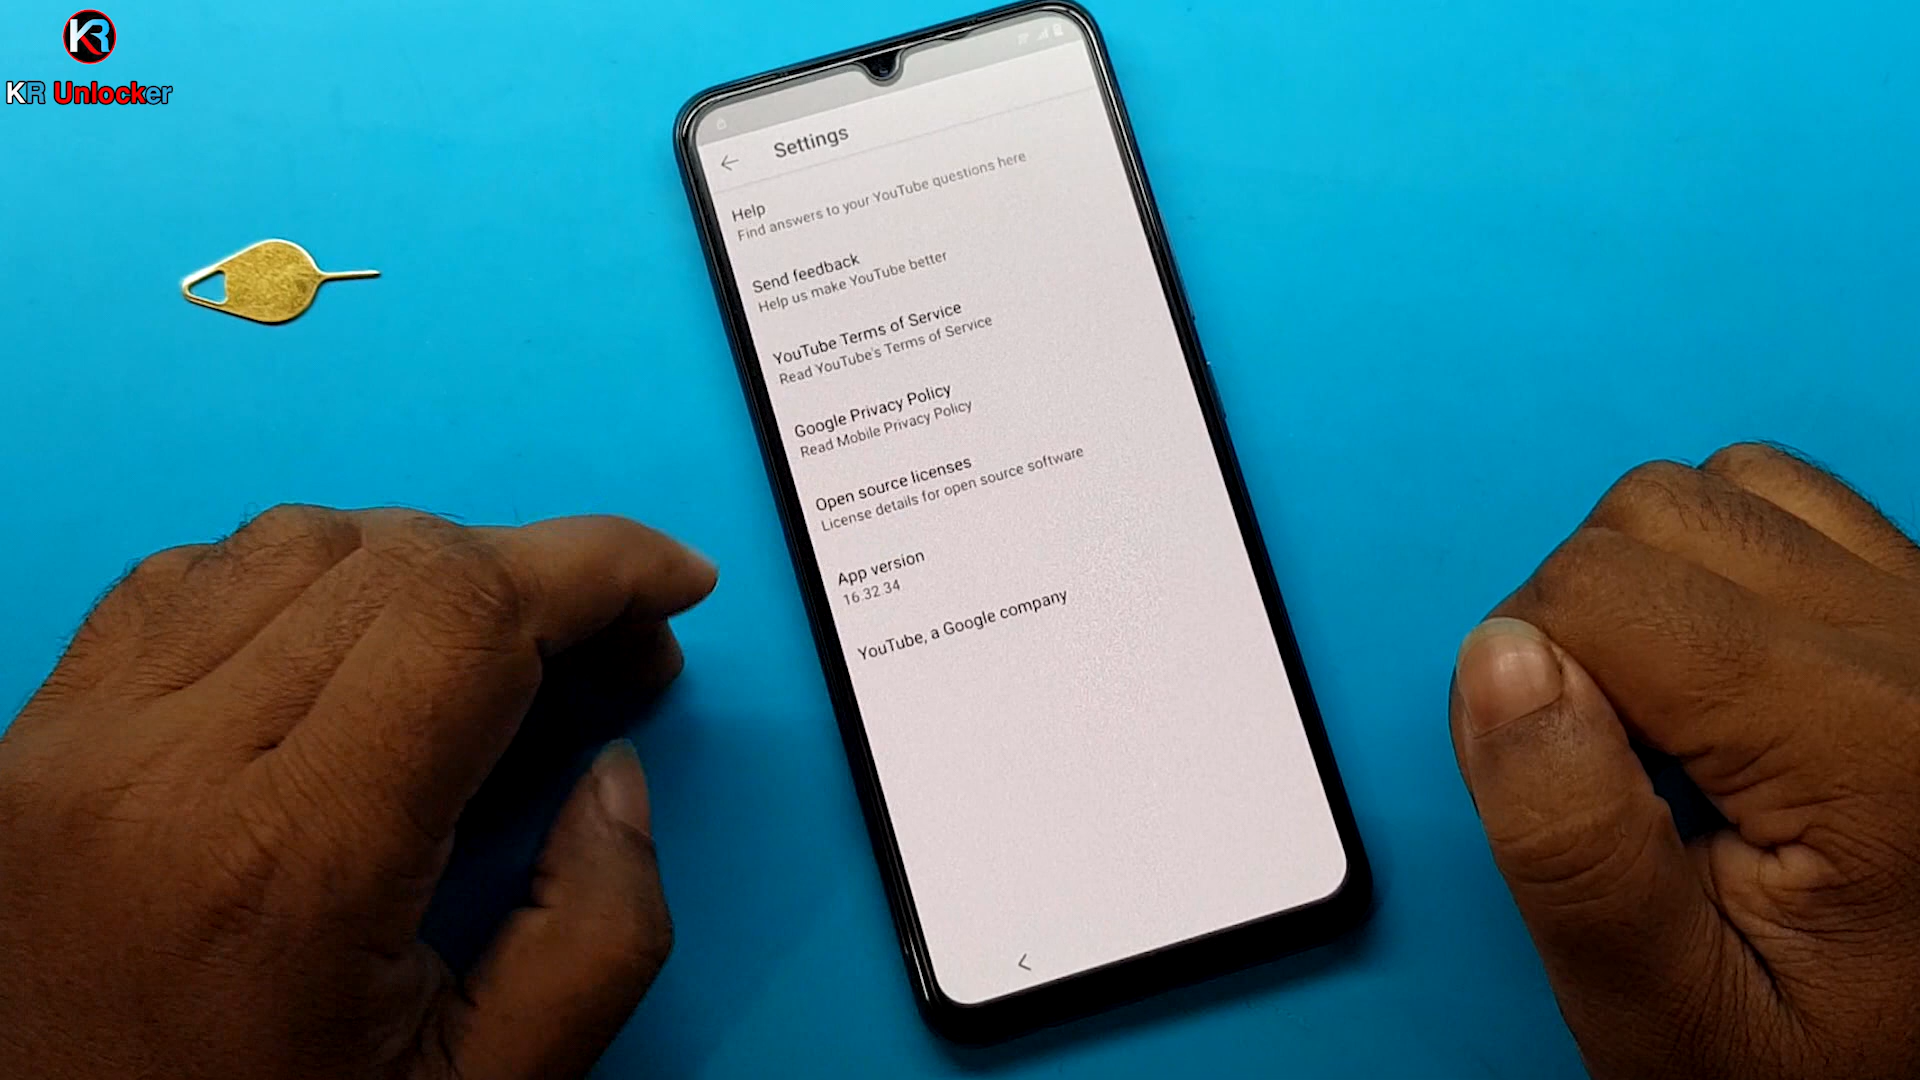 KR
KR Unlocker
Settings
Help
Find answers to your YouTube questions here
Send feedback
Help us make YouTube better
YouTube Terms of Service
Read YouTube's Terms of Service
Google Privacy Policy
Read Mobile Privacy Policy
Open source licenses
License details for open source software
App version
16.32.34
YouTube, a Google company